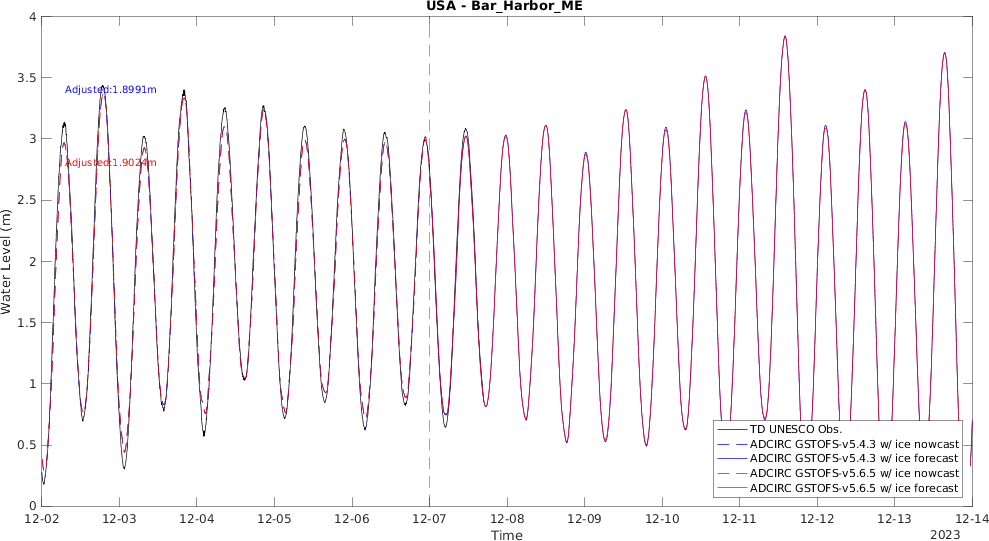 USA - Bar_Harbor_ME
Water Level (m)
4
3.5
3
2.5
2
1.5
1
0.5
0
Adjusted:1.8991m
Adjusted:1.9024m
TD UNESCO Obs.
ADCIRC GSTOFS-v5.4.3 w/ ice nowcast
ADCIRC GSTOFS-v5.4.3 w/ ice forecast
ADCIRC GSTOFS-v5.6.5 w/ ice nowcast
ADCIRC GSTOFS-v5.6.5 w/ ice forecast
12-02 12-03 12-04 12-05 12-06 12-07 12-08 12-09 12-10 12-11 12-12 12-13 12-14
Time
2023